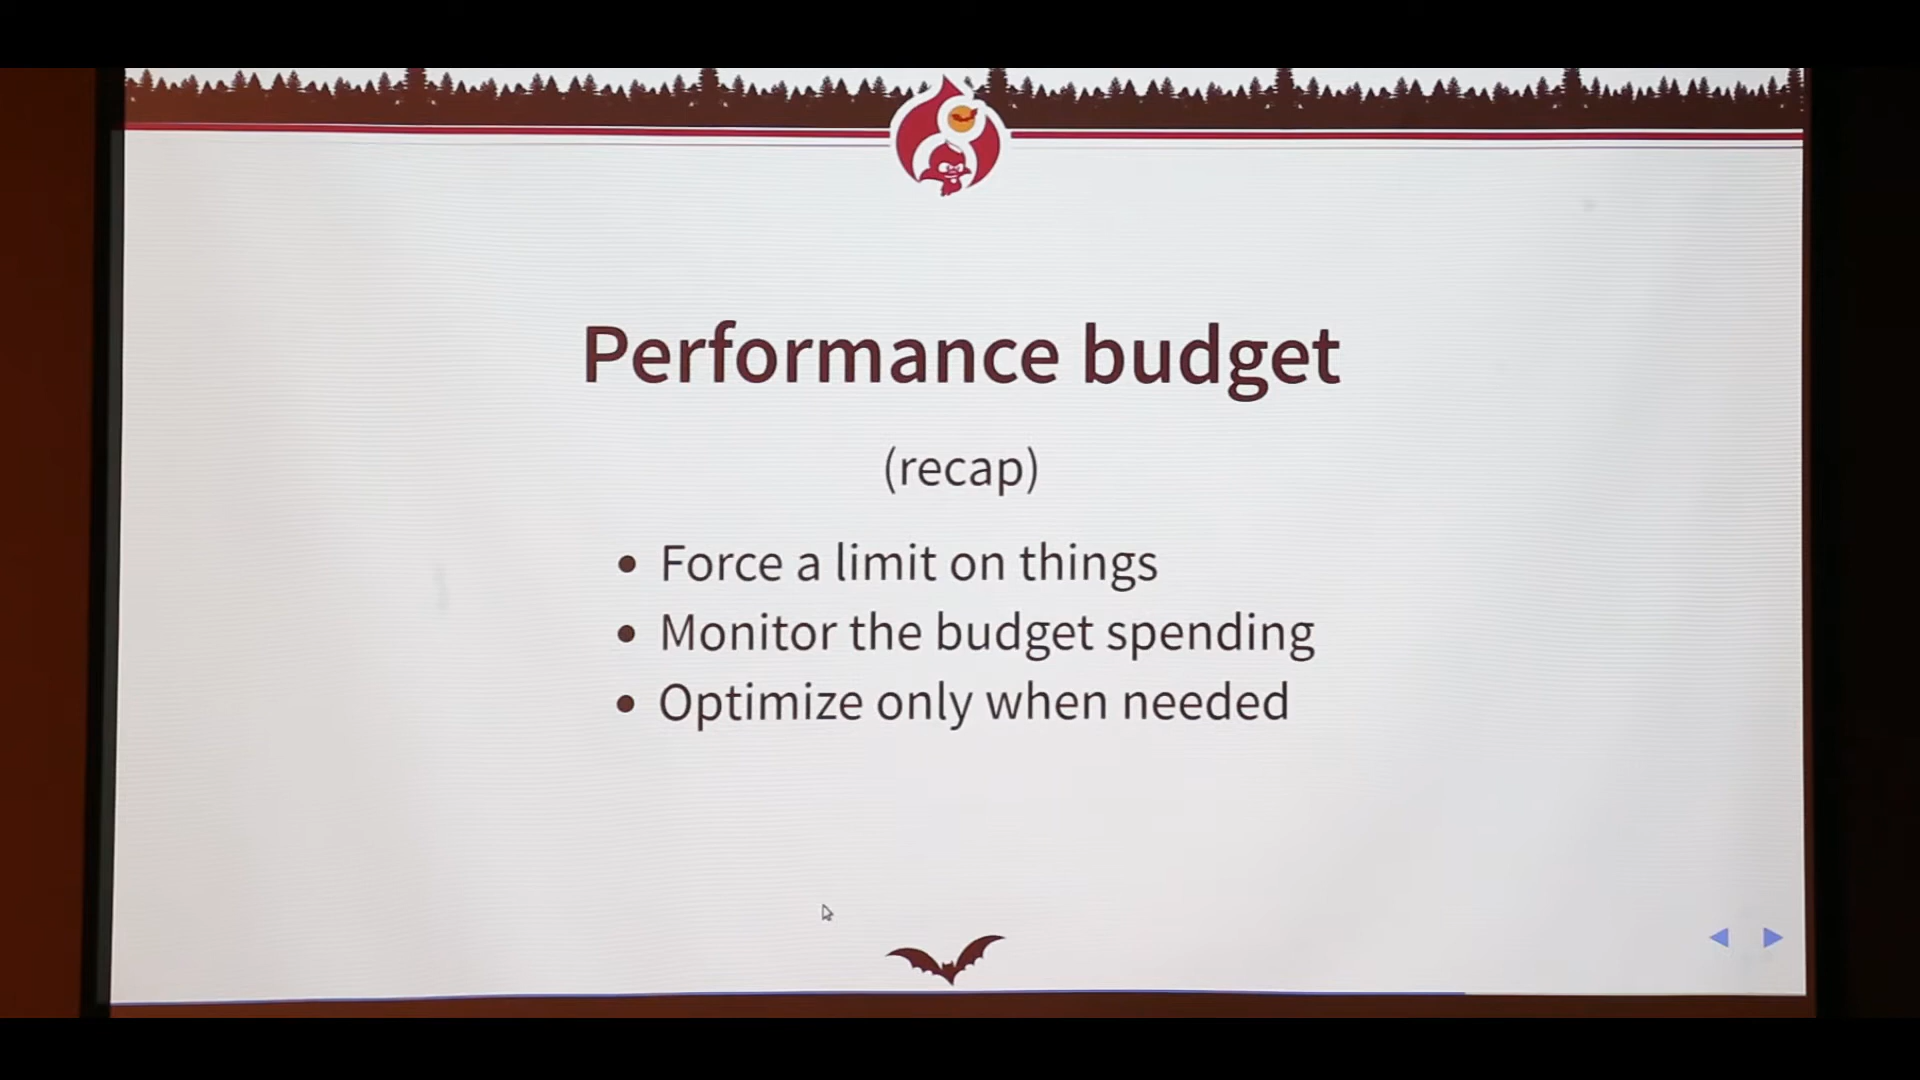 Performance budget
(recap)
• Force a limit on things
• Monitor the budget spending
• Optimize only when needed